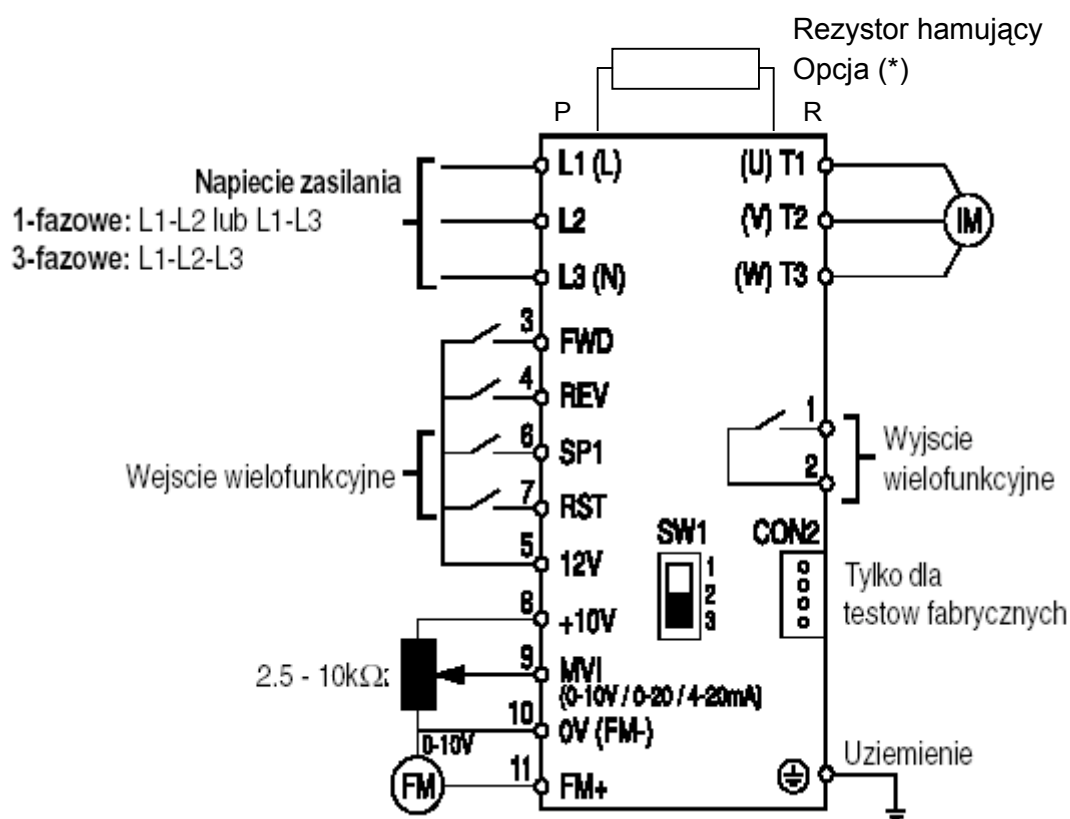 Rezystor hamujący
Opcja (*)
P
R
Napiecie zasilania
1-fazowe: L1-L2 lub L1-L3
3-fazowe: L1-L2-L3
L1 (L)
L2
L3 (N)
(U) T1
(V) T2
(W) T3
IM
3 FWD
4 REV
6 SP1
7 RST
5 12V
Wejscie wielofunkcyjne
1
2
Wyjscie
wielofunkcyjne
SW1
1
2
3
CON2
Tylko dla
testow fabrycznych
8 +10V
9 MVI
(0-10V / 0-20 / 4-20mA)
10 0V (FM-)
11 FM+
2.5 - 10kΩ:
0-10V
FM
Uziemienie